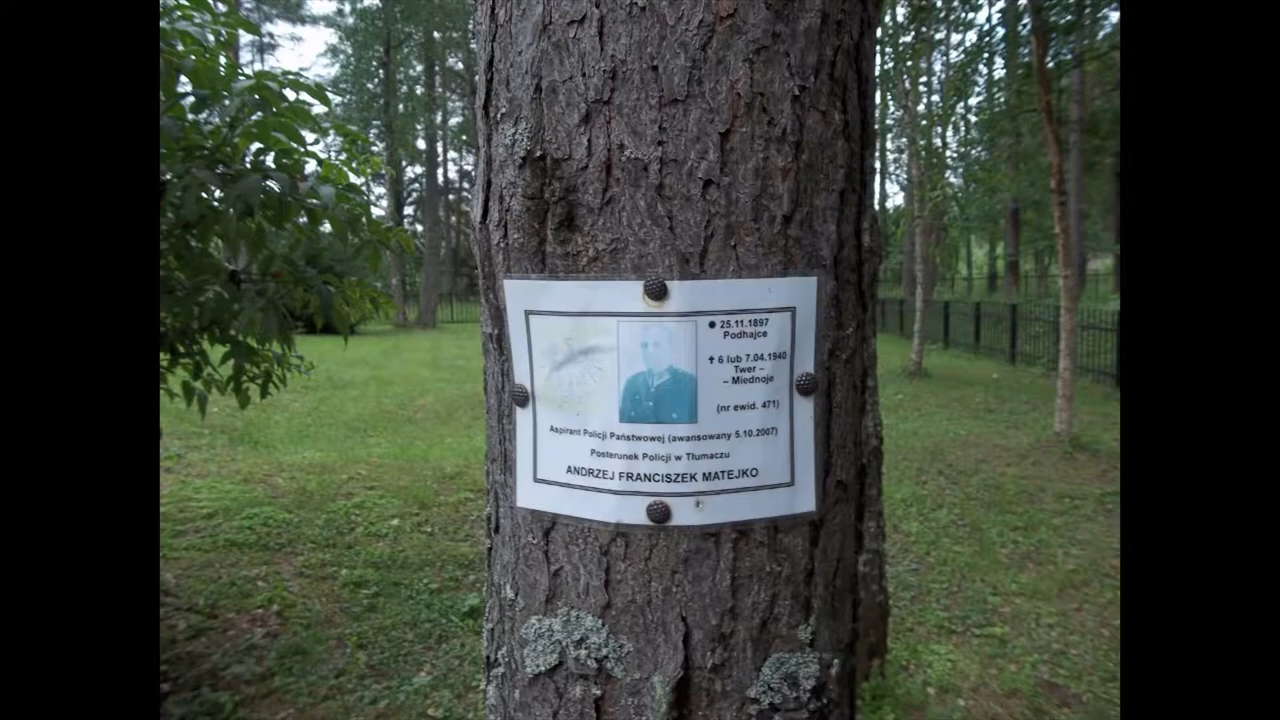 ● 25.11.1897
Podhajce
✝ 6 lub 7.04.1940
Twer –
– Miednoje
(nr ewid. 471)
Aspirant Policji Państwowej (awansowany 5.10.2007)
Posterunek Policji w Tłumaczu
ANDRZEJ FRANCISZEK MATEJKO